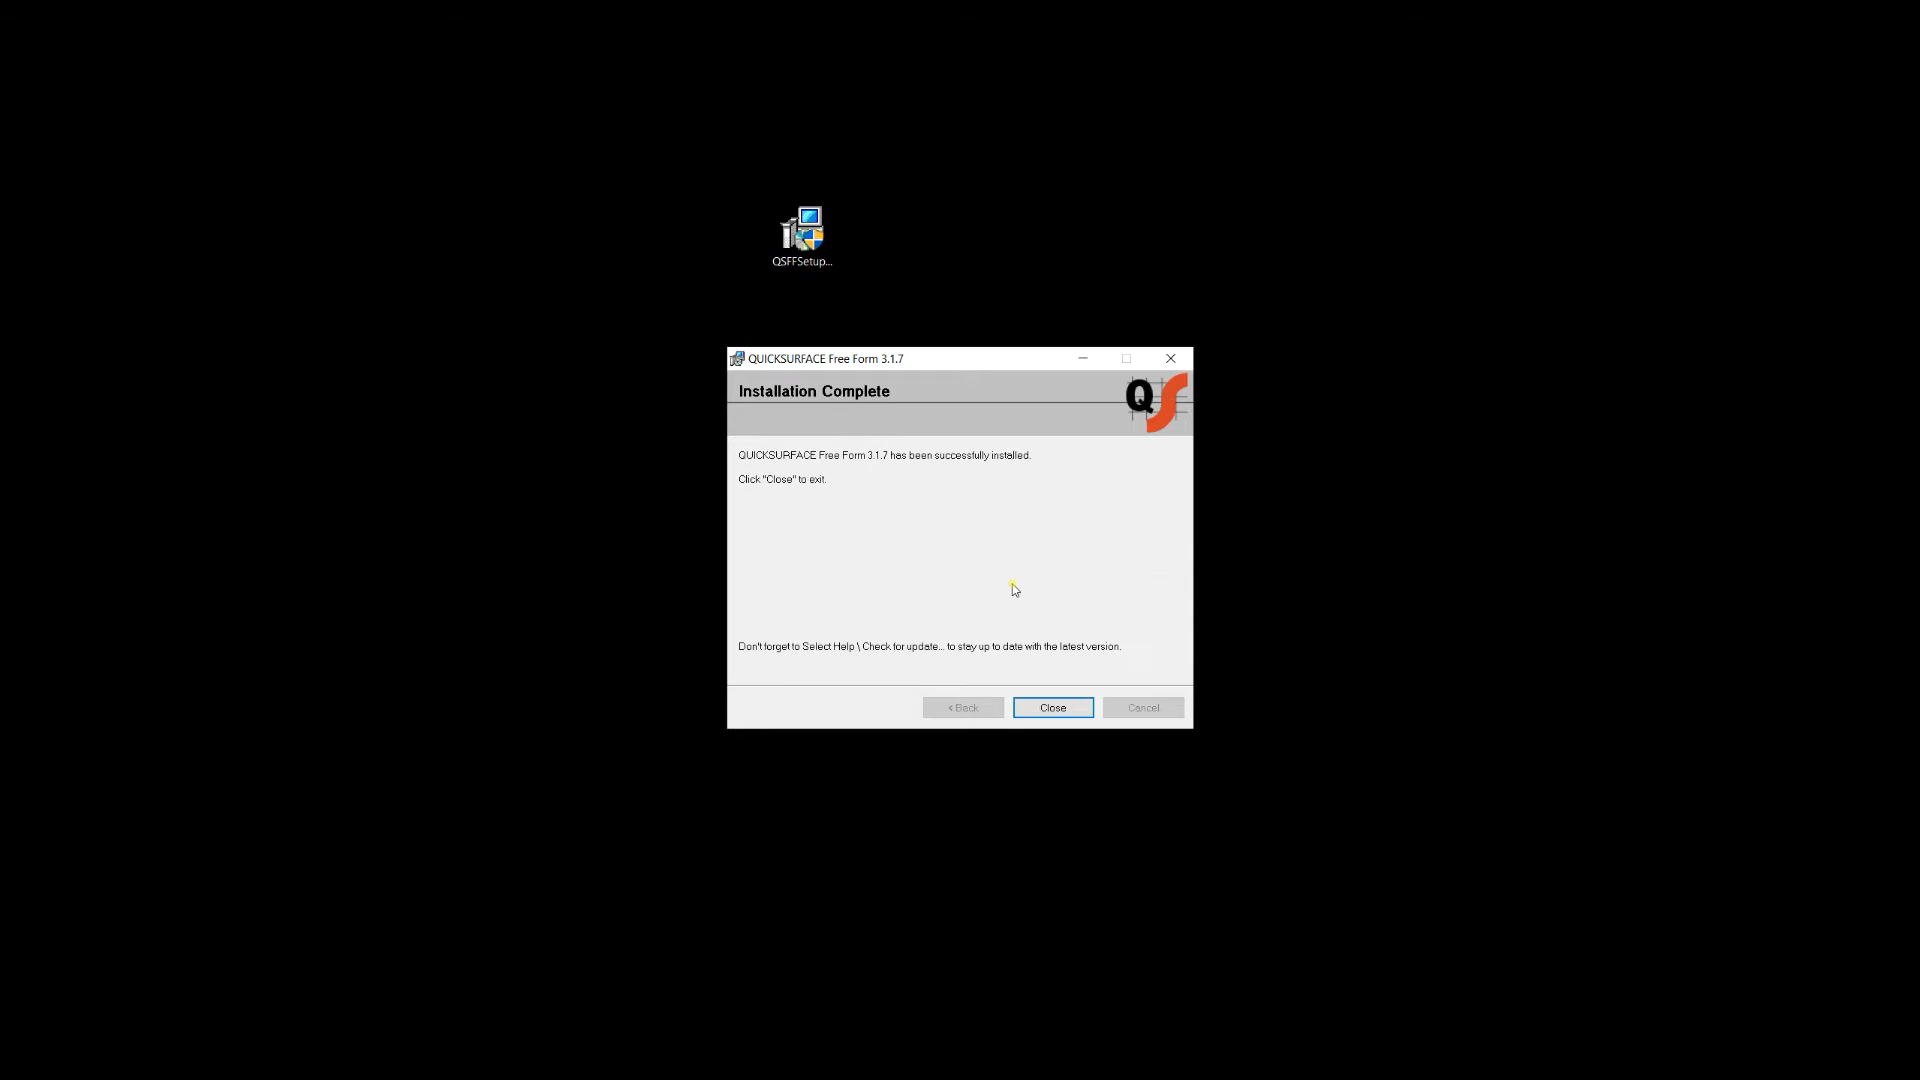 QSFFSetup...
QUICKSURFACE Free Form 3.1.7
Installation Complete
QS
QUICKSURFACE Free Form 3.1.7 has been successfully installed.
Click "Close" to exit.
Don't forget to Select Help \ Check for update... to stay up to date with the latest version.
< Back
Close
Cancel